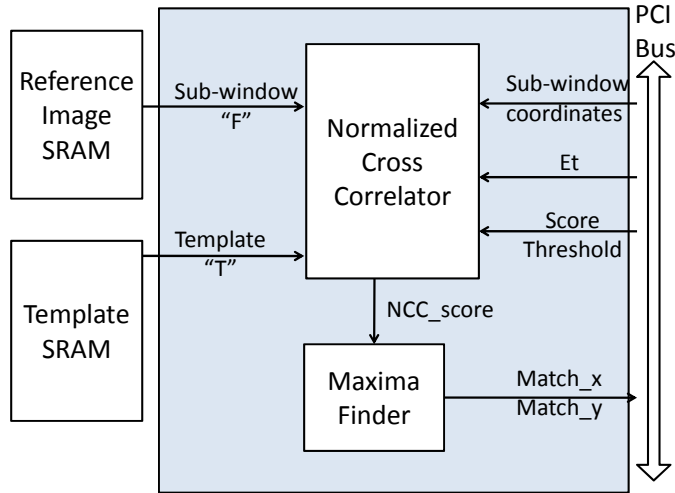 PCI
Bus
Reference
Image
SRAM
Sub-window
“F”
Normalized
Cross
Correlator
Sub-window
coordinates
Et
Score
Threshold
Template
“T”
Template
SRAM
NCC_score
Maxima
Finder
Match_x
Match_y